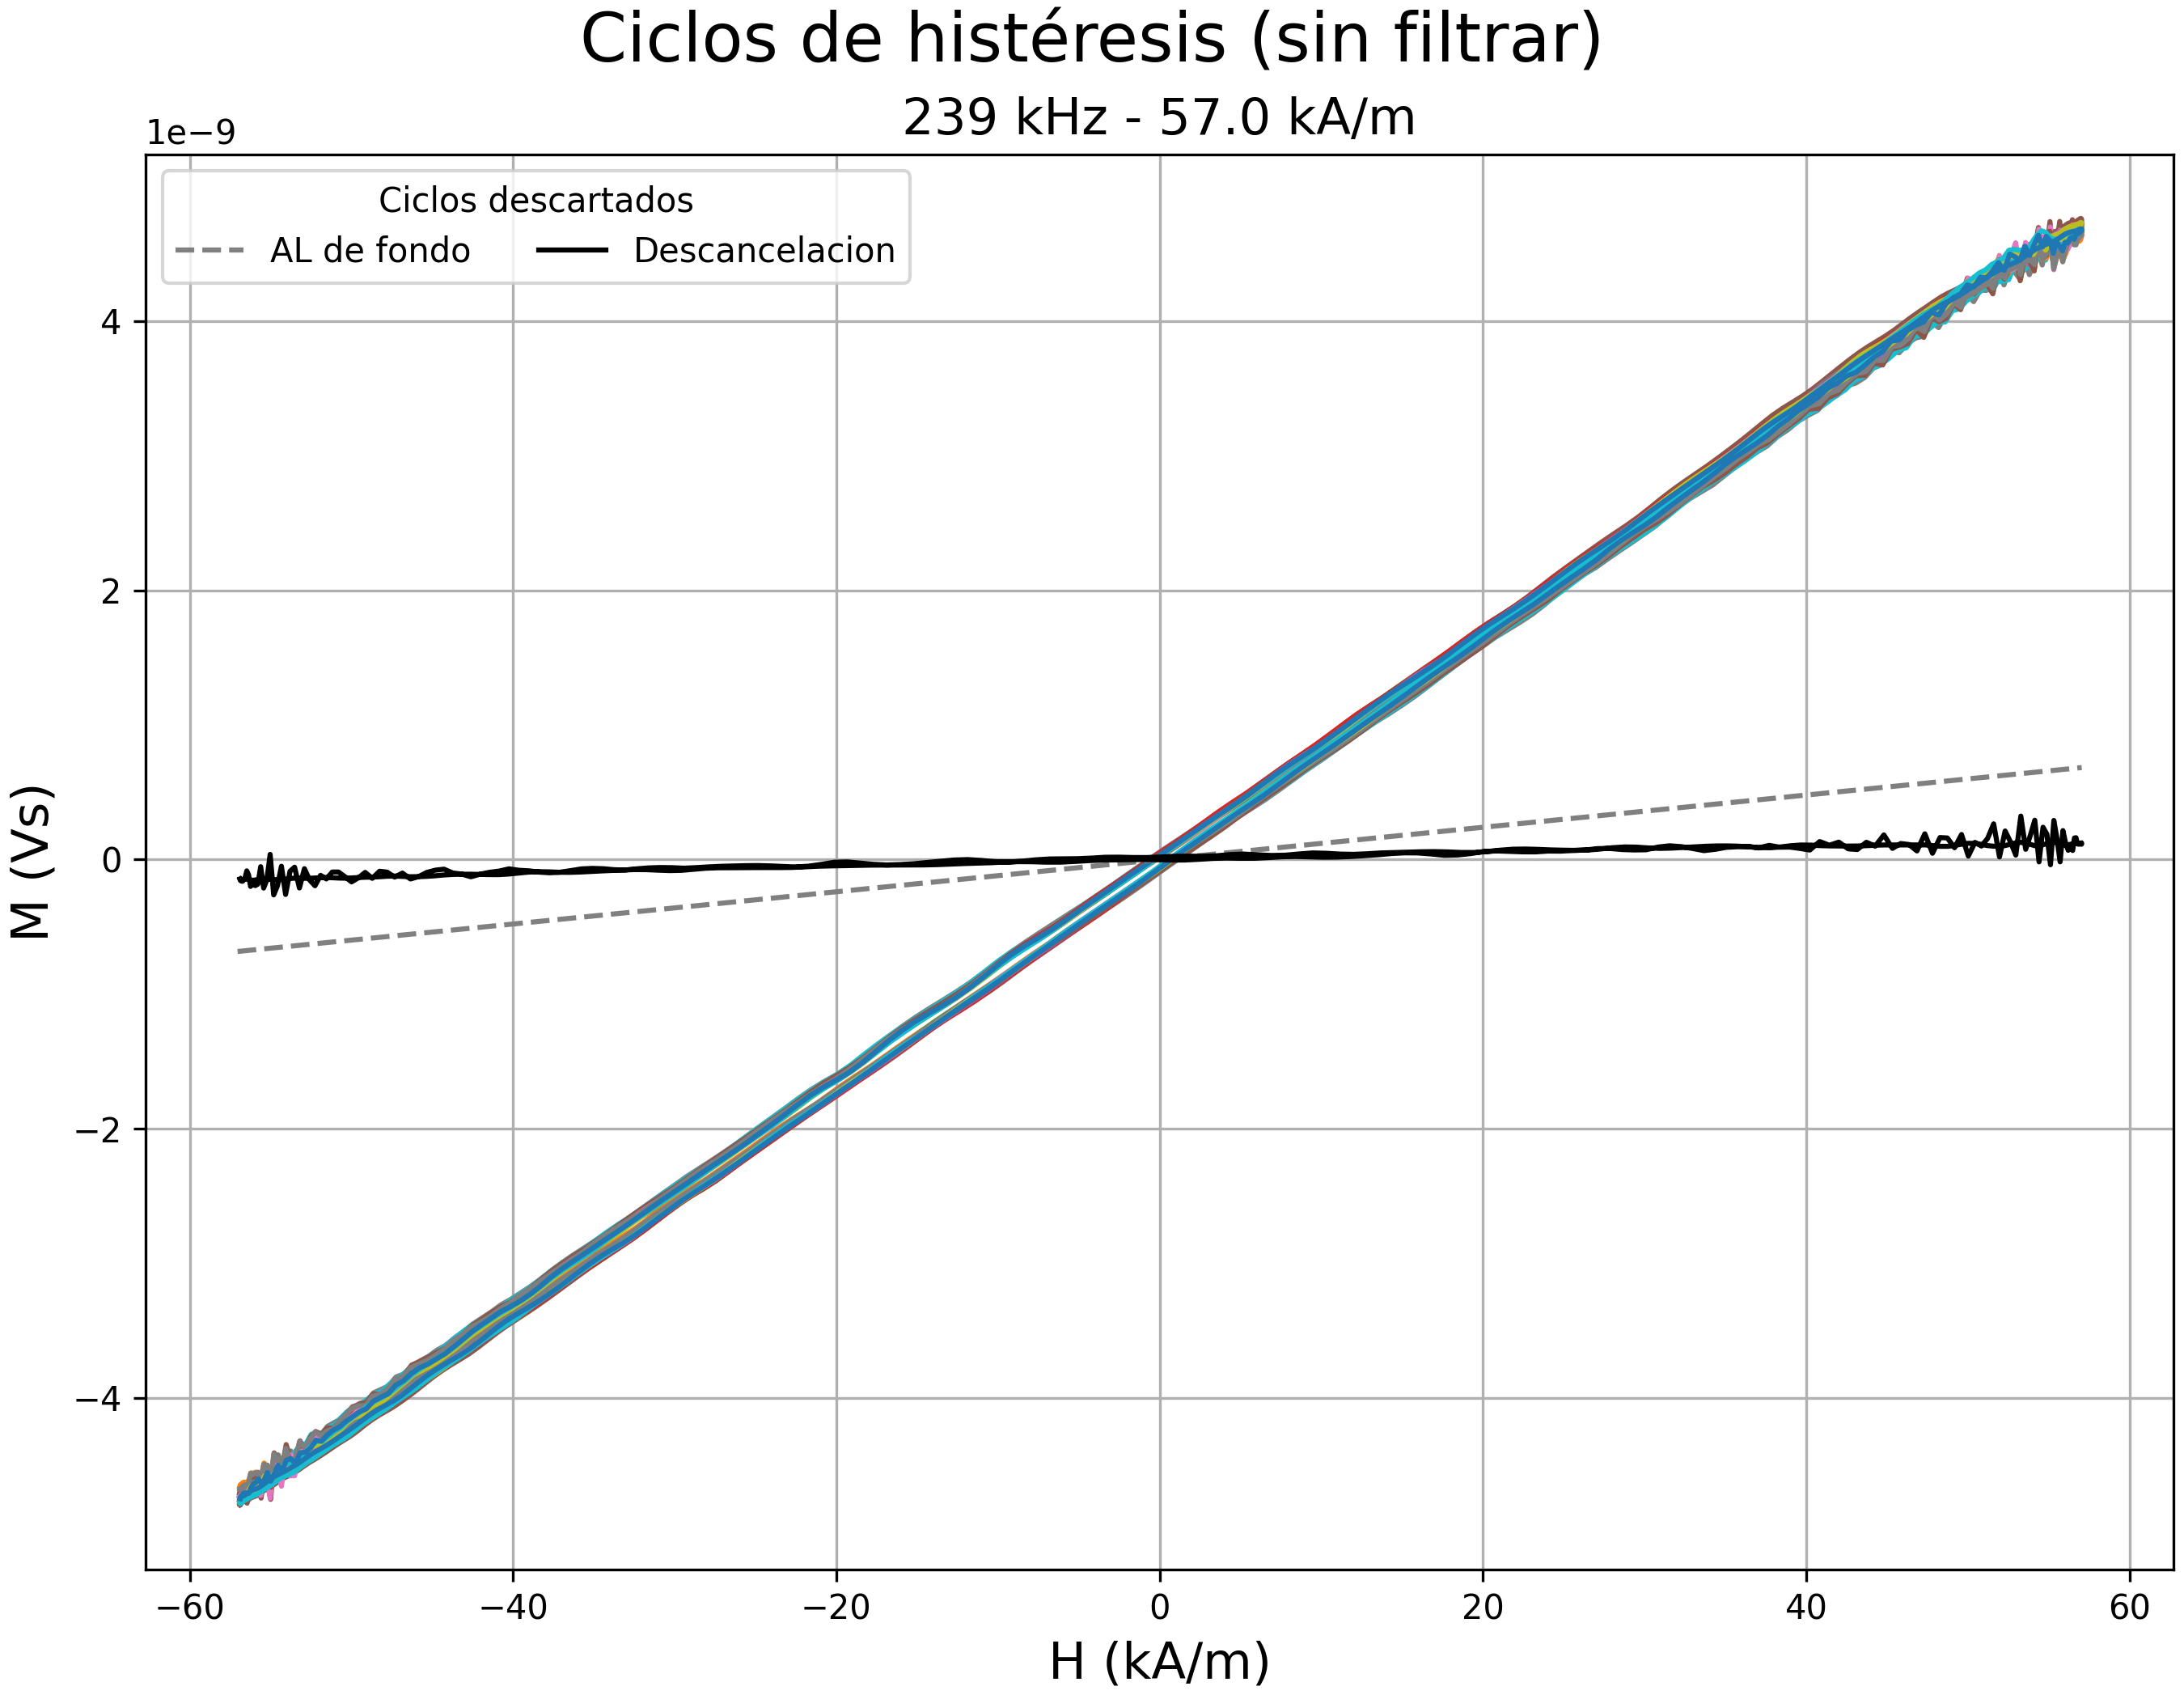 Ciclos de histéresis (sin filtrar)
239 kHz - 57.0 kA/m
1e−9
Ciclos descartados
AL de fondo Descancelacion
4
2
0
−2
−4
M (Vs)
−60 −40 −20 0 20 40 60
H (kA/m)